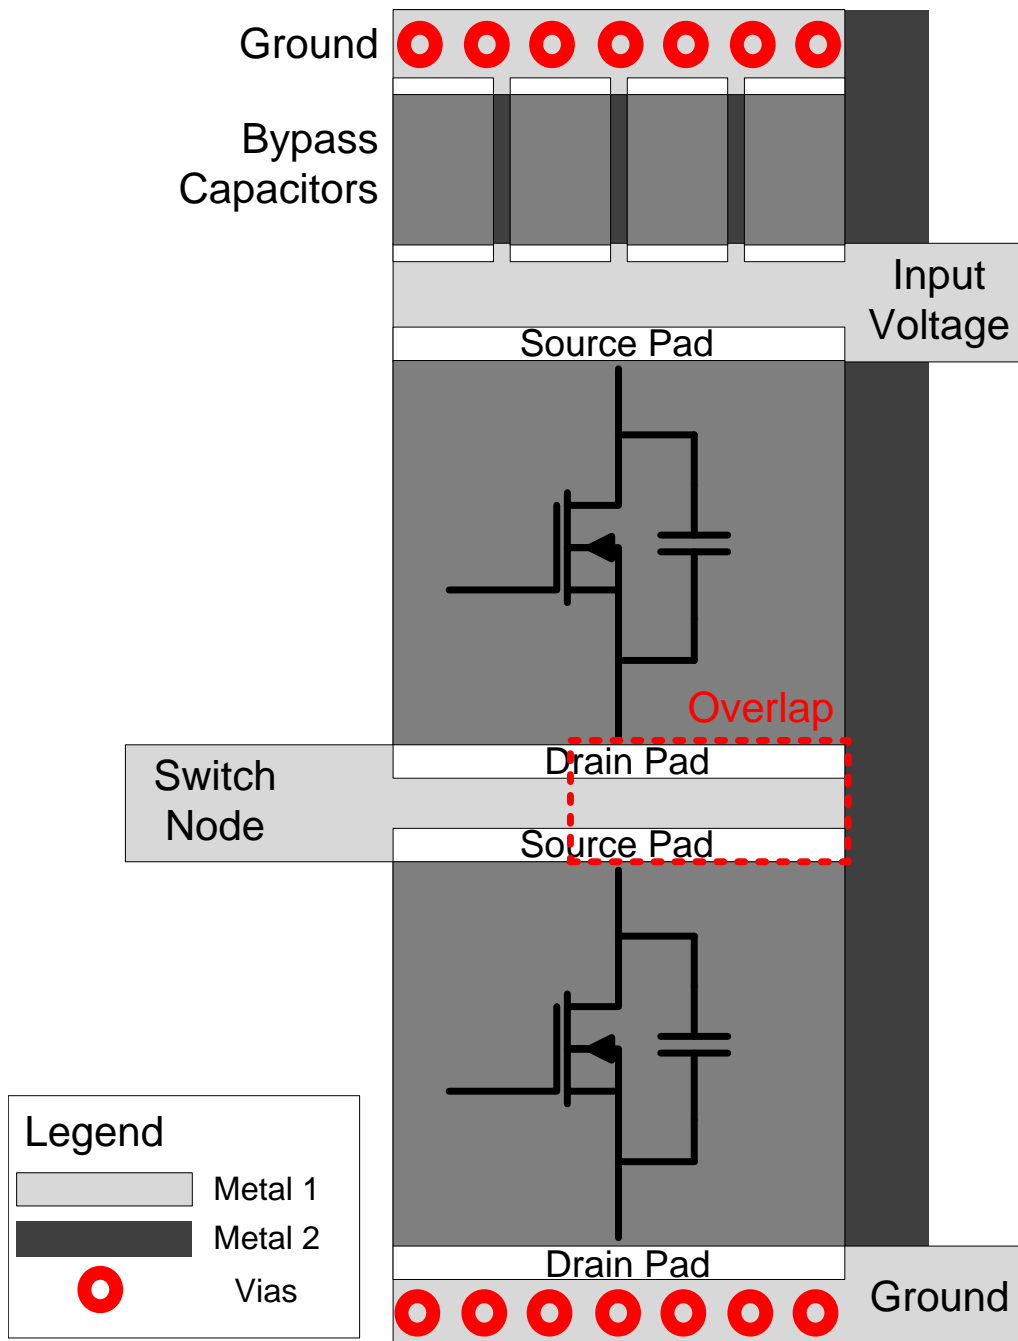 Ground
Bypass
Capacitors
Input
Voltage
Source Pad
Overlap
Drain Pad
Switch
Node
Source Pad
Legend
Metal 1
Metal 2
Vias
Drain Pad
Ground